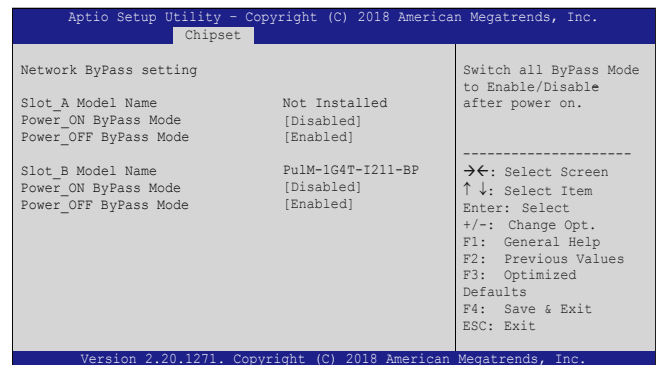 Aptio Setup Utility – Copyright (C) 2018 American Megatrends, Inc.
Chipset
Network ByPass setting
Slot_A Model Name Not Installed
Power_ON ByPass Mode [Disabled]
Power_OFF ByPass Mode [Enabled]
Slot_B Model Name PulM-1G4T-I211-BP
Power_ON ByPass Mode [Disabled]
Power_OFF ByPass Mode [Enabled]
Switch all ByPass Mode
to Enable/Disable
after power on.
---------------------
→←: Select Screen
↑ ↓: Select Item
Enter: Select
+/-: Change Opt.
F1: General Help
F2: Previous Values
F3: Optimized
Defaults
F4: Save & Exit
ESC: Exit
Version 2.20.1271. Copyright (C) 2018 American Megatrends, Inc.